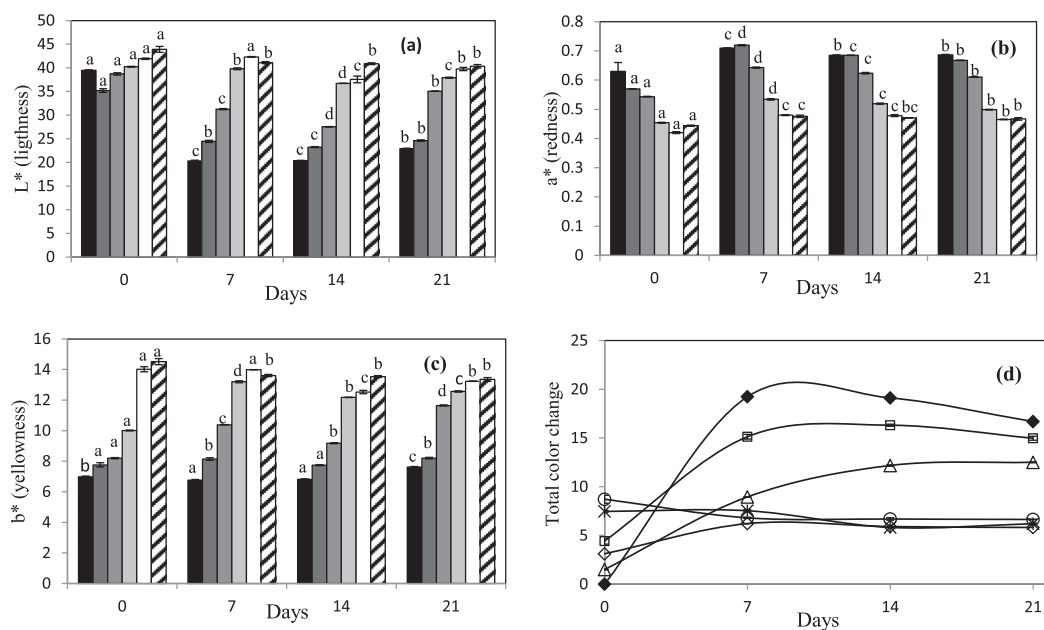 50
45
40
35
30
25
20
15
10
5
0
L* (ligthness)
(a)
a a a a a a
c b c b a b
c c d d c b
c b b c b b
0 7 14 21
Days
0.8
0.7
0.6
0.5
0.4
0.3
0.2
0.1
0
a* (redness)
(b)
a a a a a a
c d c d c c
b c c c c bc
b b b b b b
0 7 14 21
Days
16
14
12
10
8
6
4
2
0
b* (yellowness)
(c)
b a a a a a
a b c d a b
a a b b c b
c b d c b b
0 7 14 21
Days
25
20
15
10
5
0
Total color change
(d)
0 7 14 21
Days